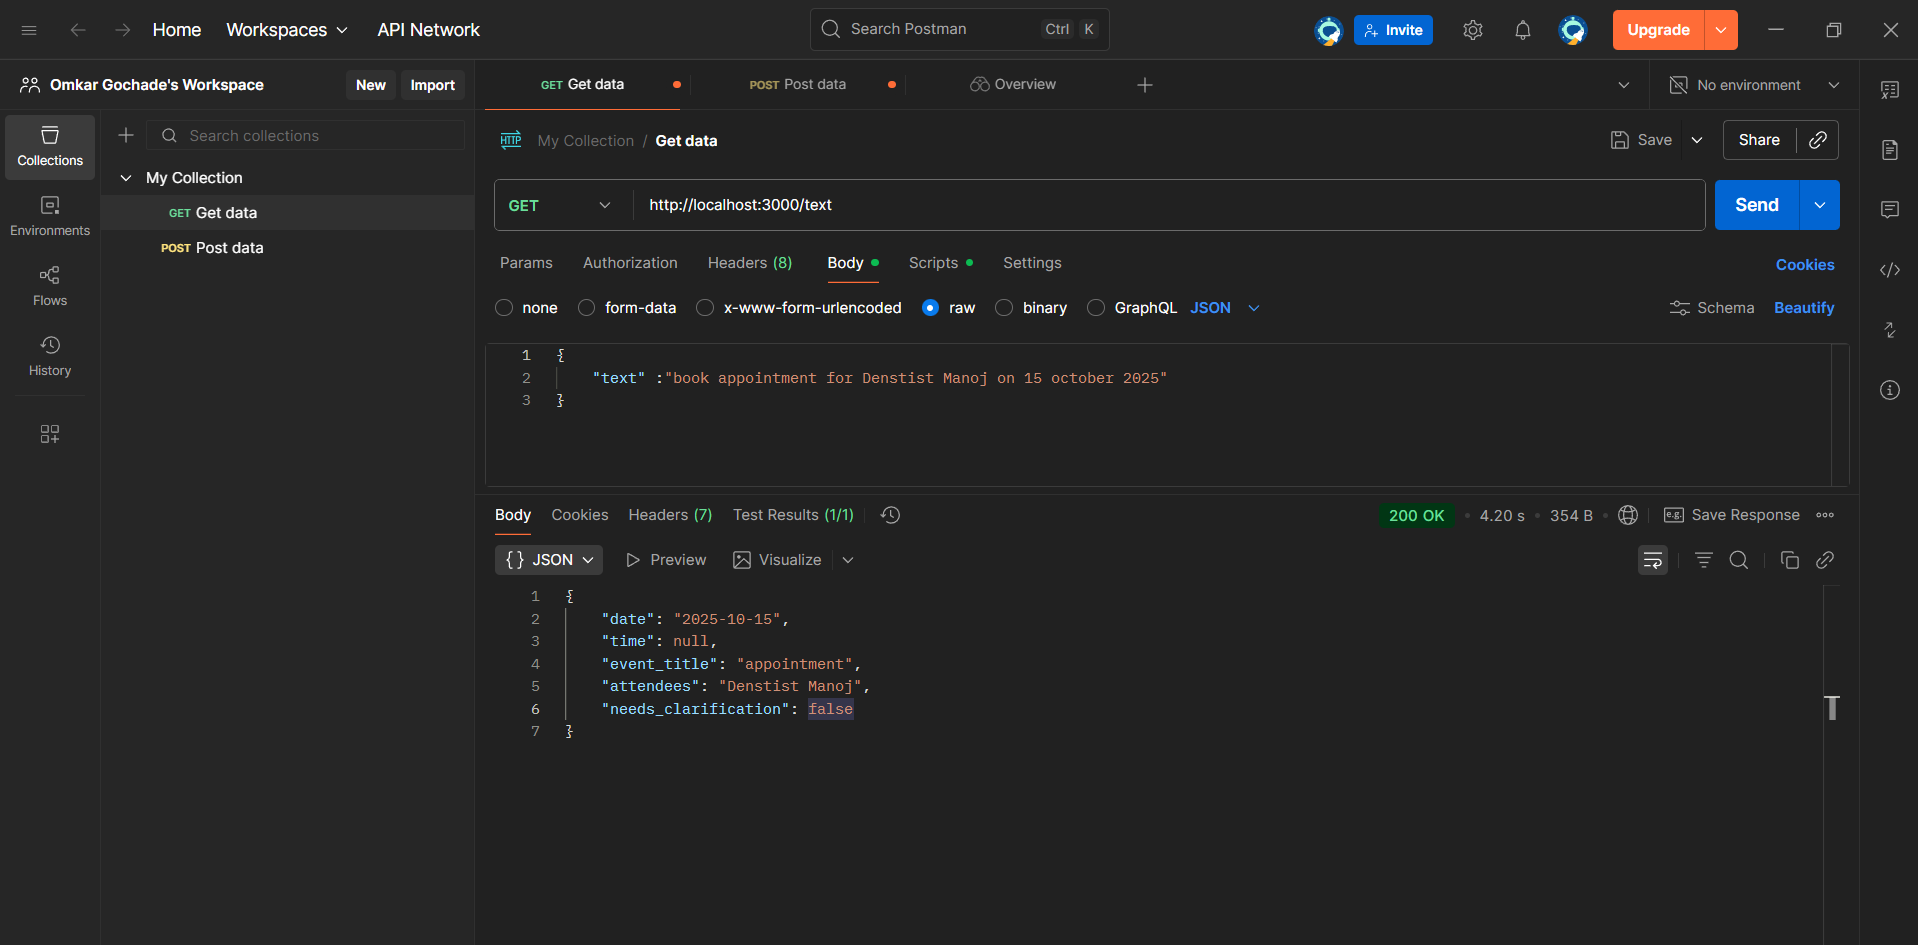 Home Workspaces API Network Search Postman Ctrl K Invite Upgrade
Omkar Gochade's Workspace New Import GET Get data POST Post data Overview No environment
Collections
Environments
Flows
History
Search collections
My Collection
GET Get data
POST Post data
HTTP My Collection / Get data Save Share
GET http://localhost:3000/text Send
Params Authorization Headers (8) Body Scripts Settings Cookies
none form-data x-www-form-urlencoded raw binary GraphQL JSON Schema Beautify
1 {
2 "text" :"book appointment for Denstist Manoj on 15 october 2025"
3 }
Body Cookies Headers (7) Test Results (1/1) 200 OK • 4.20 s • 354 B • e.g. Save Response
{} JSON Preview Visualize
1 {
2 "date": "2025-10-15",
3 "time": null,
4 "event_title": "appointment",
5 "attendees": "Denstist Manoj",
6 "needs_clarification": false
7 }